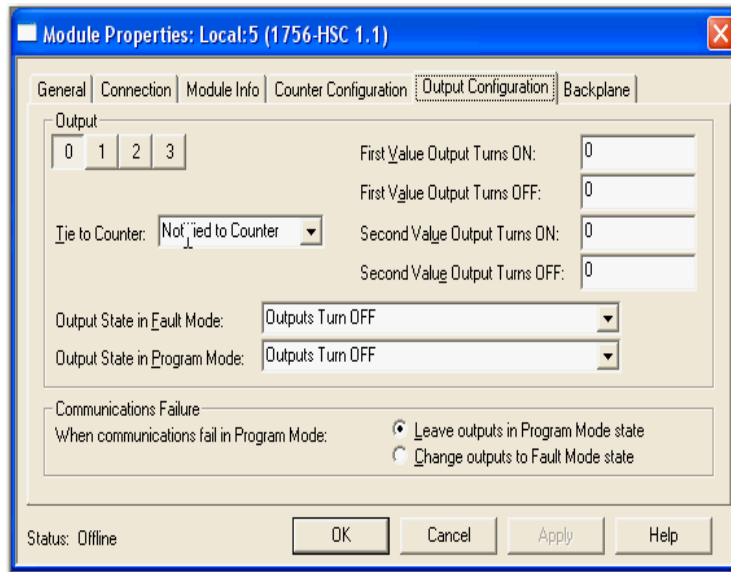 Module Properties: Local:5 (1756-HSC 1.1)
General Connection Module Info Counter Configuration Output Configuration Backplane
Output
0 1 2 3
First Value Output Turns ON: 0
First Value Output Turns OFF: 0
Tie to Counter: Not Tied to Counter
Second Value Output Turns ON: 0
Second Value Output Turns OFF: 0
Output State in Fault Mode: Outputs Turn OFF
Output State in Program Mode: Outputs Turn OFF
Communications Failure
When communications fail in Program Mode:
Leave outputs in Program Mode state
Change outputs to Fault Mode state
Status: Offline
OK Cancel Apply Help